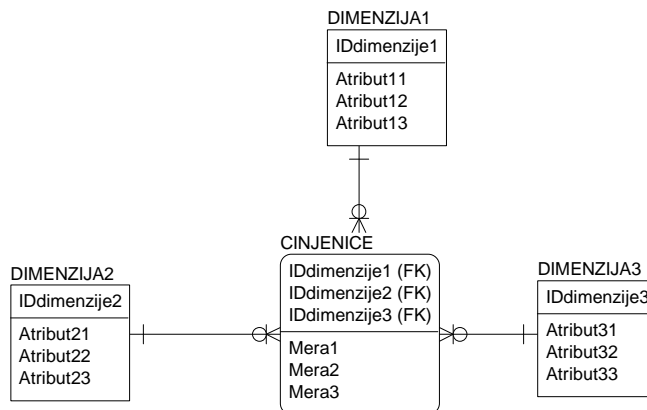 DIMENZIJA1
IDdimenzije1
Atribut11
Atribut12
Atribut13
CINJENICE
IDdimenzije1 (FK)
IDdimenzije2 (FK)
IDdimenzije3 (FK)
Mera1
Mera2
Mera3
DIMENZIJA2
IDdimenzije2
Atribut21
Atribut22
Atribut23
DIMENZIJA3
IDdimenzije3
Atribut31
Atribut32
Atribut33